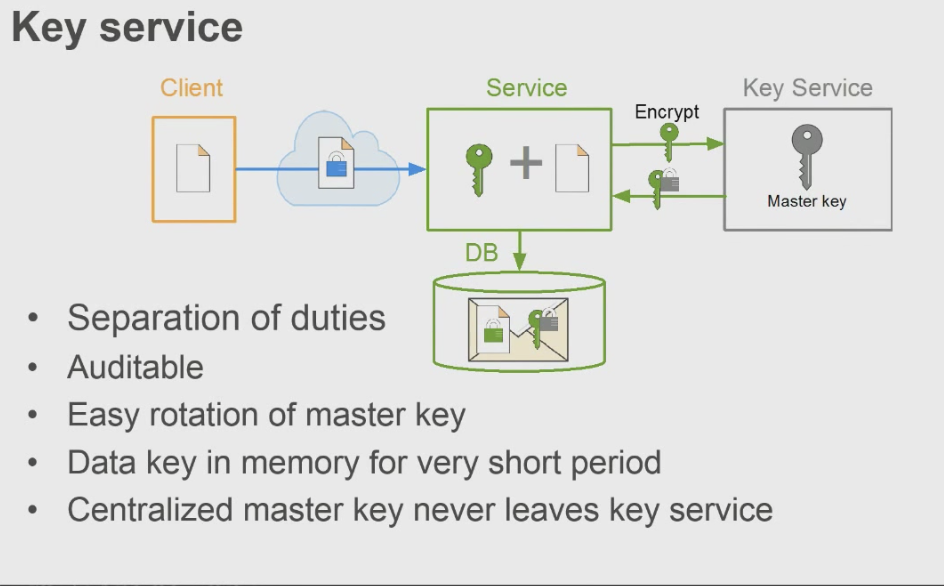 Key service
Client
Service
Key Service
Encrypt
Master key
DB
• Separation of duties
• Auditable
• Easy rotation of master key
• Data key in memory for very short period
• Centralized master key never leaves key service